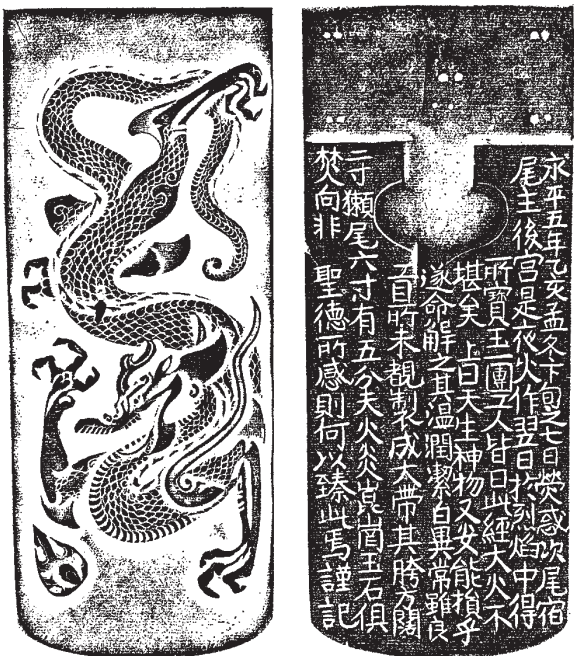 永平五年乙亥孟冬下旬七日熒惑次尾宿
尾主後宮是夜火作翌日於烈焰中得
所寶玉一團工人皆曰此經大火不
堪矣 上曰天生神物又安能損乎
遂命解之其溫潤潔白異常雖良
工目所未覩製成大帶其胯方闊
二寸獺尾六寸有五分夫火炎崑崗玉石俱
焚向非 聖德所感則何以臻此焉謹記